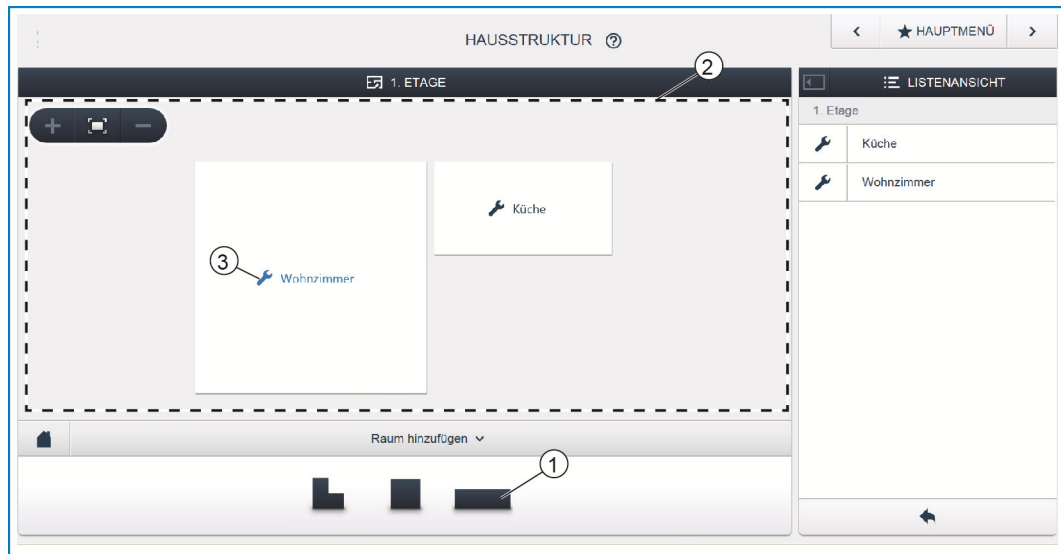 HAUSSTRUKTUR ?
HAUPTMENÜ
1. ETAGE
2
LISTENANSICHT
1. Etage
Küche
Wohnzimmer
Küche
3
Wohnzimmer
Raum hinzufügen
1